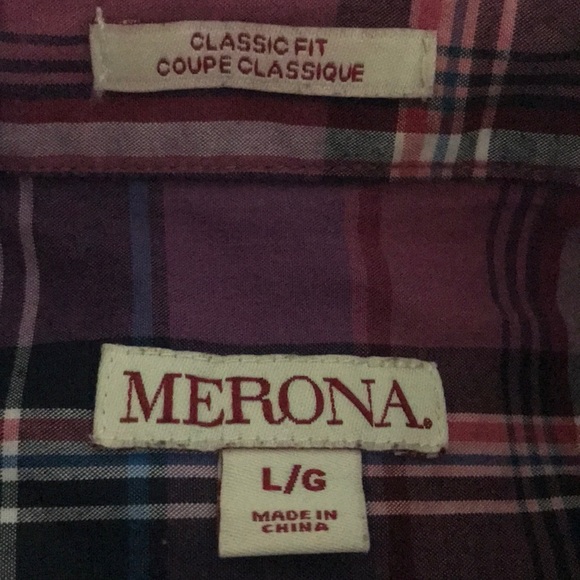 CLASSIC FIT
COUPE CLASSIQUE
MERONA.
L/G
MADE IN
CHINA